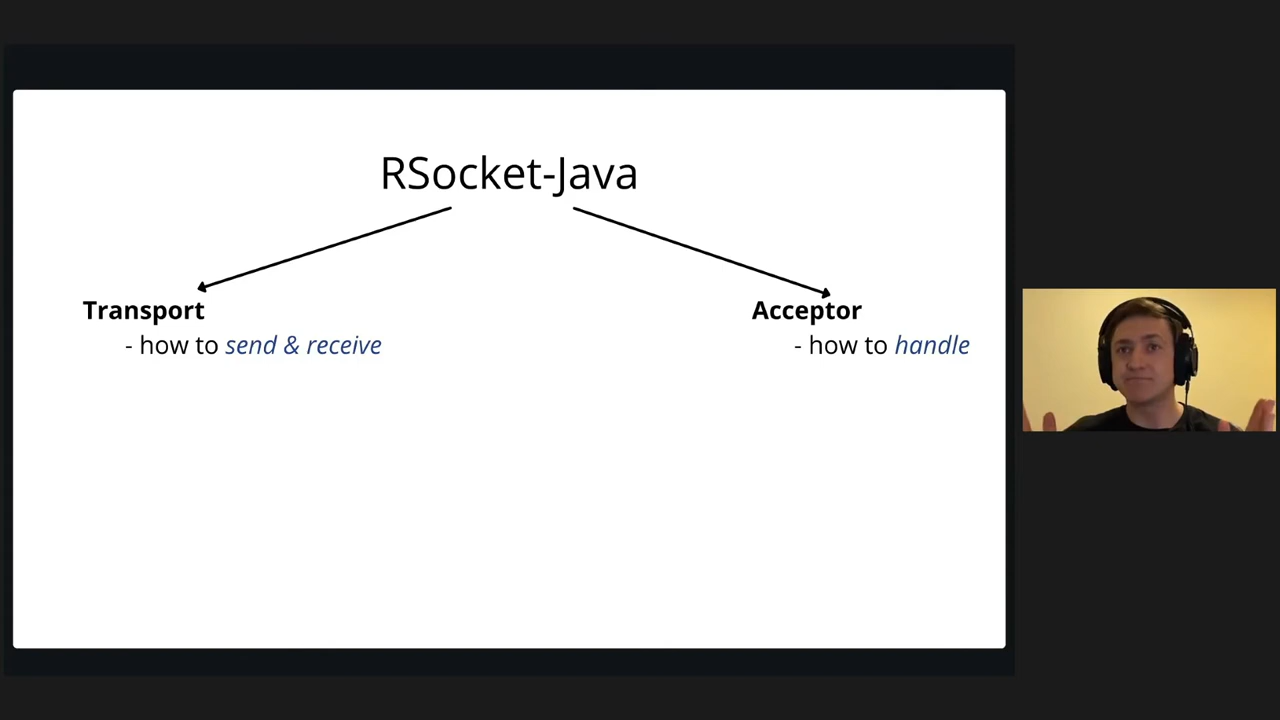 RSocket-Java
Transport
- how to send & receive
Acceptor
- how to handle